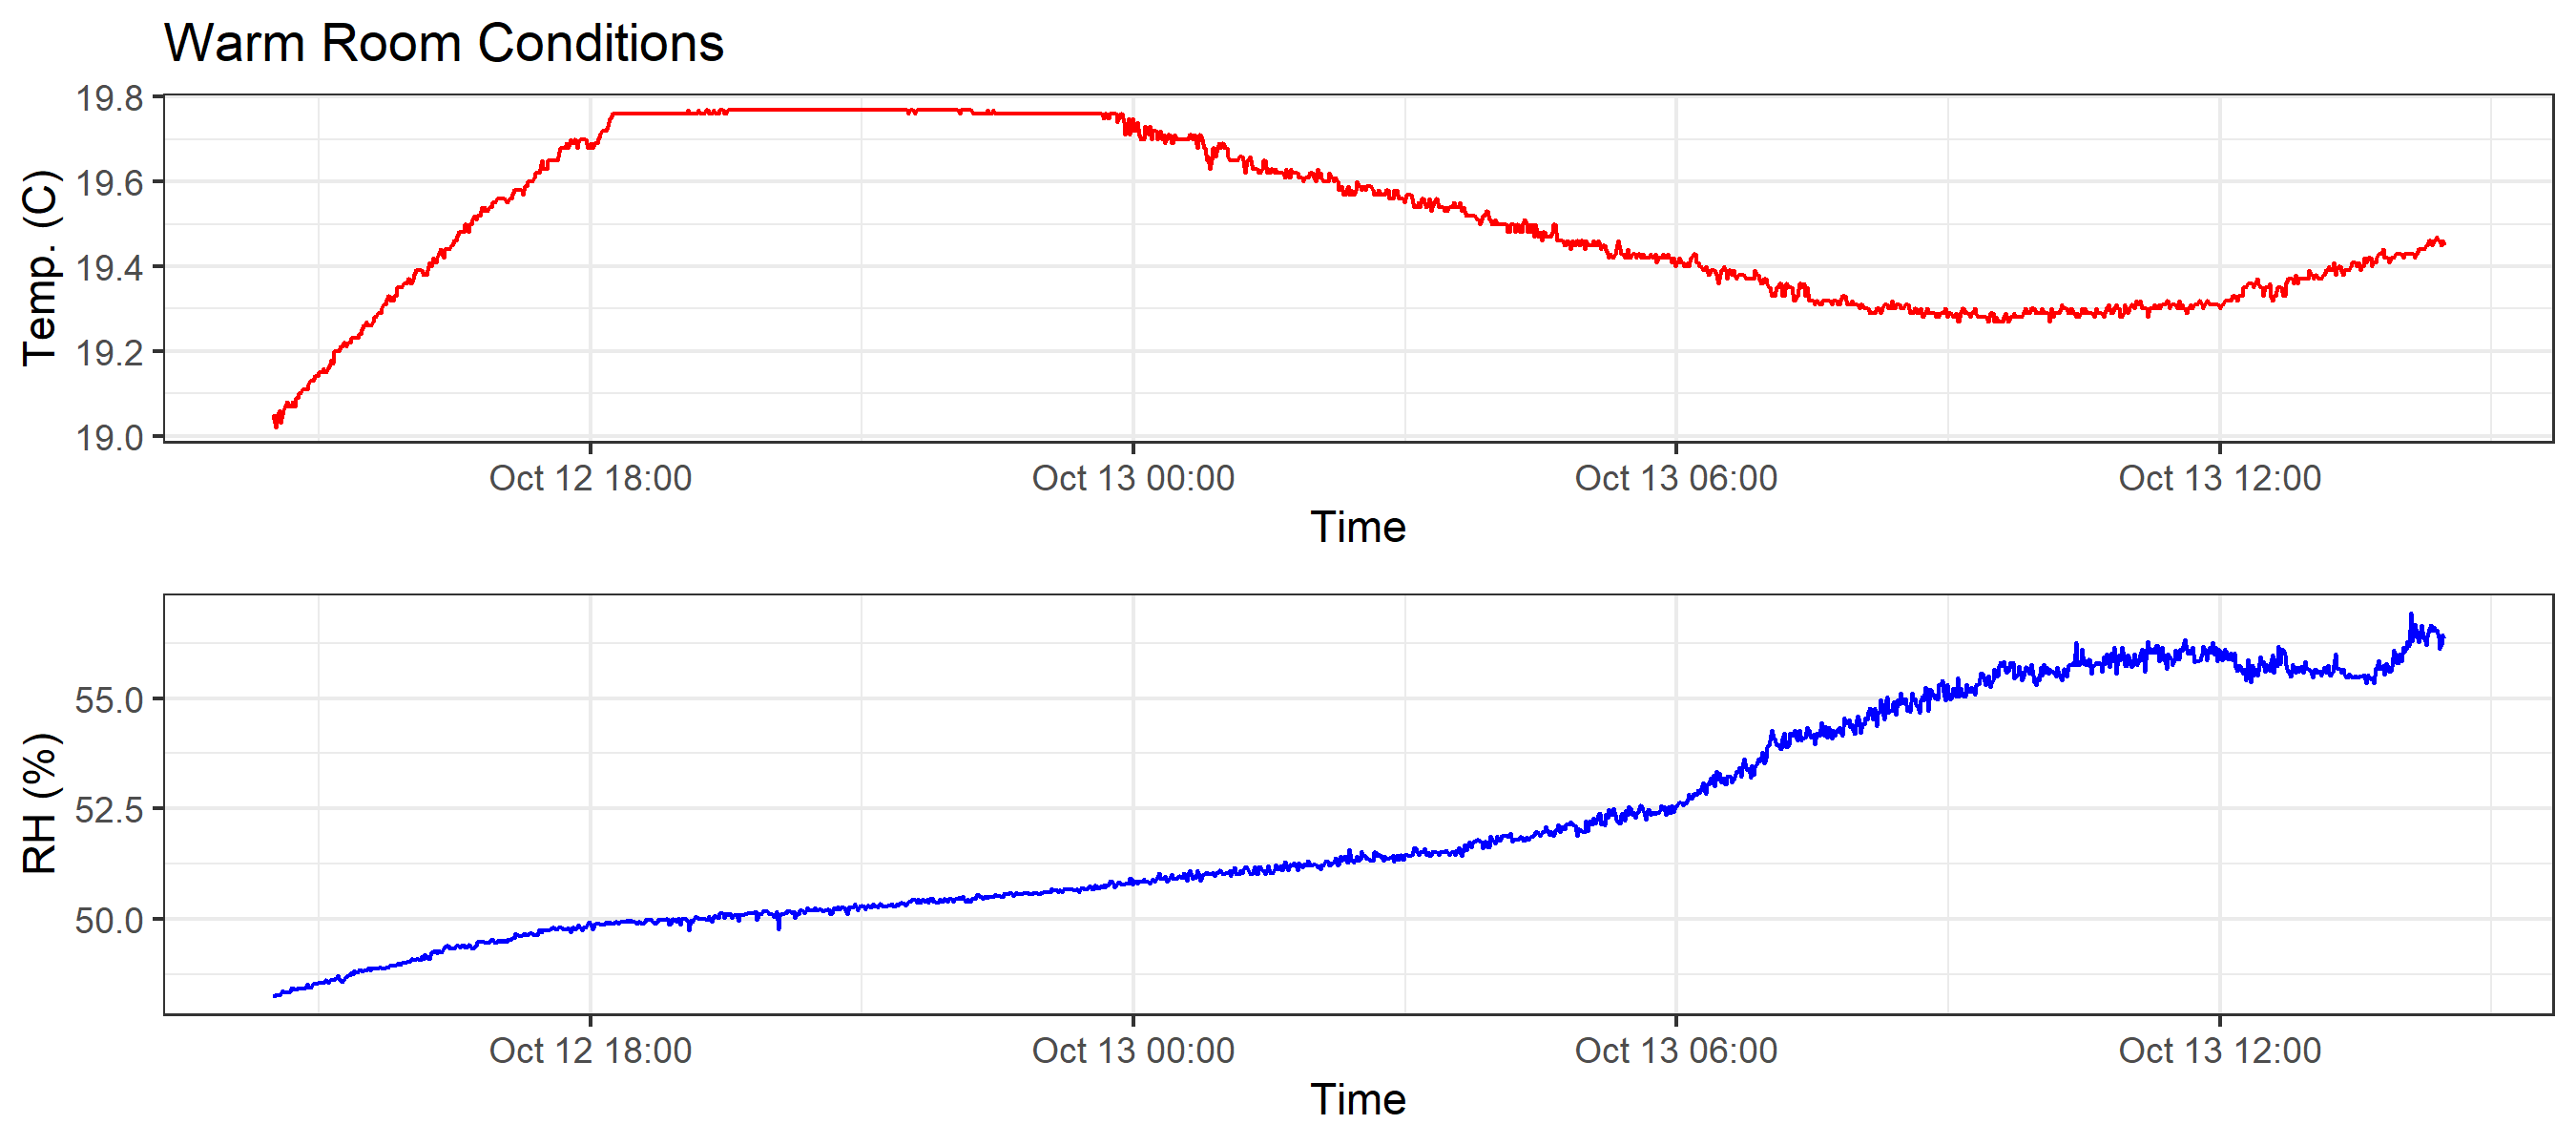 Warm Room Conditions
19.8
19.6
19.4
19.2
19.0
Temp. (C)
Oct 12 18:00 Oct 13 00:00 Oct 13 06:00 Oct 13 12:00
Time
55.0
52.5
50.0
RH (%)
Oct 12 18:00 Oct 13 00:00 Oct 13 06:00 Oct 13 12:00
Time